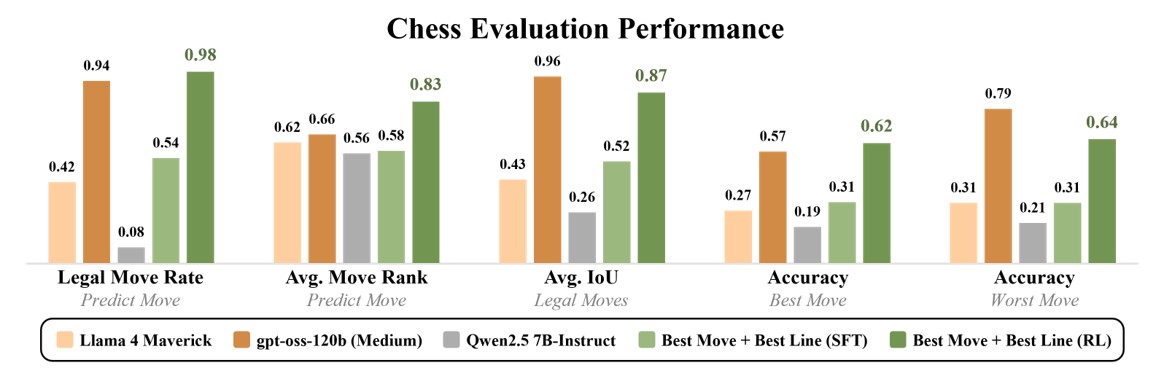 Chess Evaluation Performance
0.42
0.94
0.08
0.54
0.98
0.62
0.66
0.56
0.58
0.83
0.43
0.96
0.26
0.52
0.87
0.27
0.57
0.19
0.31
0.62
0.31
0.79
0.21
0.31
0.64
Legal Move Rate
Predict Move
Avg. Move Rank
Predict Move
Avg. IoU
Legal Moves
Accuracy
Best Move
Accuracy
Worst Move
Llama 4 Maverick
gpt-oss-120b (Medium)
Qwen2.5 7B-Instruct
Best Move + Best Line (SFT)
Best Move + Best Line (RL)